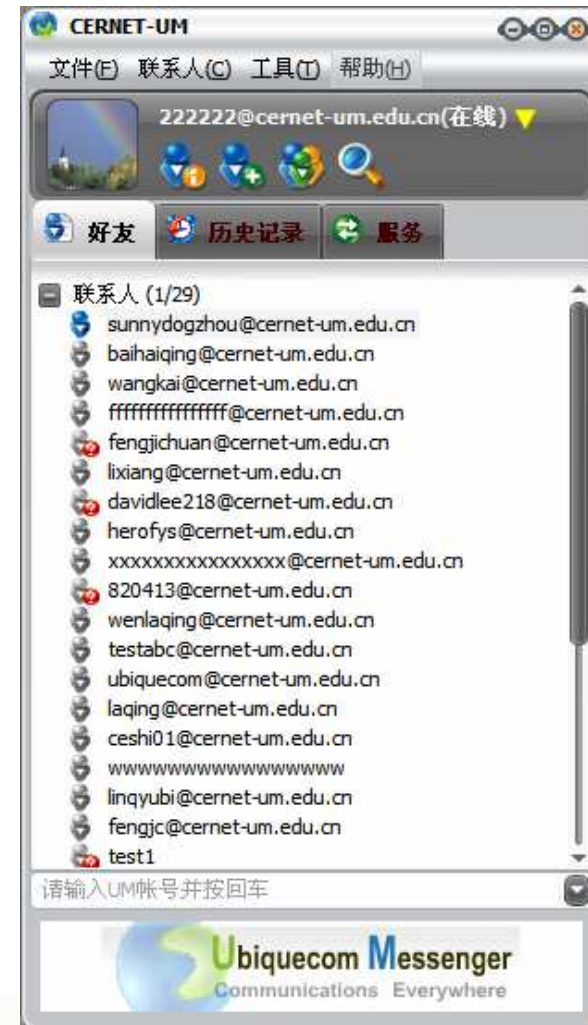 CERNET-UM
文件(F) 联系人(C) 工具(T) 帮助(H)
222222@cernet-um.edu.cn(在线)
好友 历史记录 服务
联系人 (1/29)
sunnydogzhou@cernet-um.edu.cn
baihaiqing@cernet-um.edu.cn
wangkai@cernet-um.edu.cn
ffffffffffffffff@cernet-um.edu.cn
fengjichuan@cernet-um.edu.cn
lixiang@cernet-um.edu.cn
davidlee218@cernet-um.edu.cn
herofys@cernet-um.edu.cn
xxxxxxxxxxxxxxxx@cernet-um.edu.cn
820413@cernet-um.edu.cn
wenlaqing@cernet-um.edu.cn
testabc@cernet-um.edu.cn
ubiquecom@cernet-um.edu.cn
laqing@cernet-um.edu.cn
ceshi01@cernet-um.edu.cn
wwwwwwwwwwwwwwww
linqyubi@cernet-um.edu.cn
fengjc@cernet-um.edu.cn
test1
请输入UM帐号并按回车
Ubiquecom Messenger
Communications Everywhere